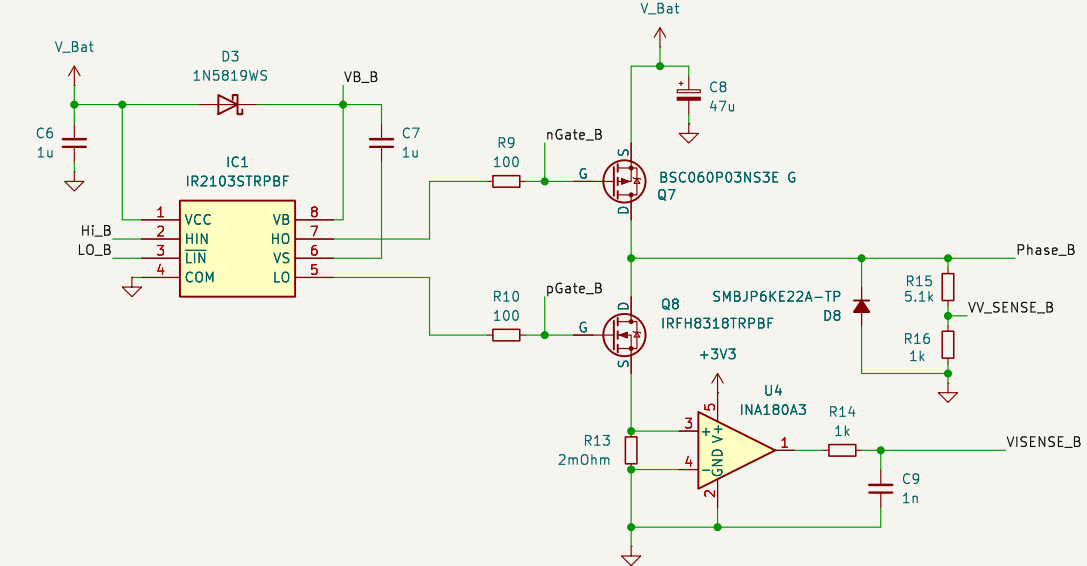 V_Bat
V_Bat
D3
1N5819WS
VB_B
C8
47u
C6
1u
C7
1u
nGate_B
R9
100
S
G
D
BSC060P03NS3E G
Q7
IC1
IR2103STRPBF
1 VCC VB 8
Hi_B 2 HIN HO 7
LO_B 3 LIN VS 6
4 COM LO 5
Phase_B
R15
5.1k
VV_SENSE_B
R16
1k
SMBJP6KE22A-TP
D8
pGate_B
R10
100
D
G
S
Q8
IRFH8318TRPBF
+3V3
U4
INA180A3
R13
2mOhm
3
4
5
2
1
+
-
V+
GND
R14
1k
VISENSE_B
C9
1n